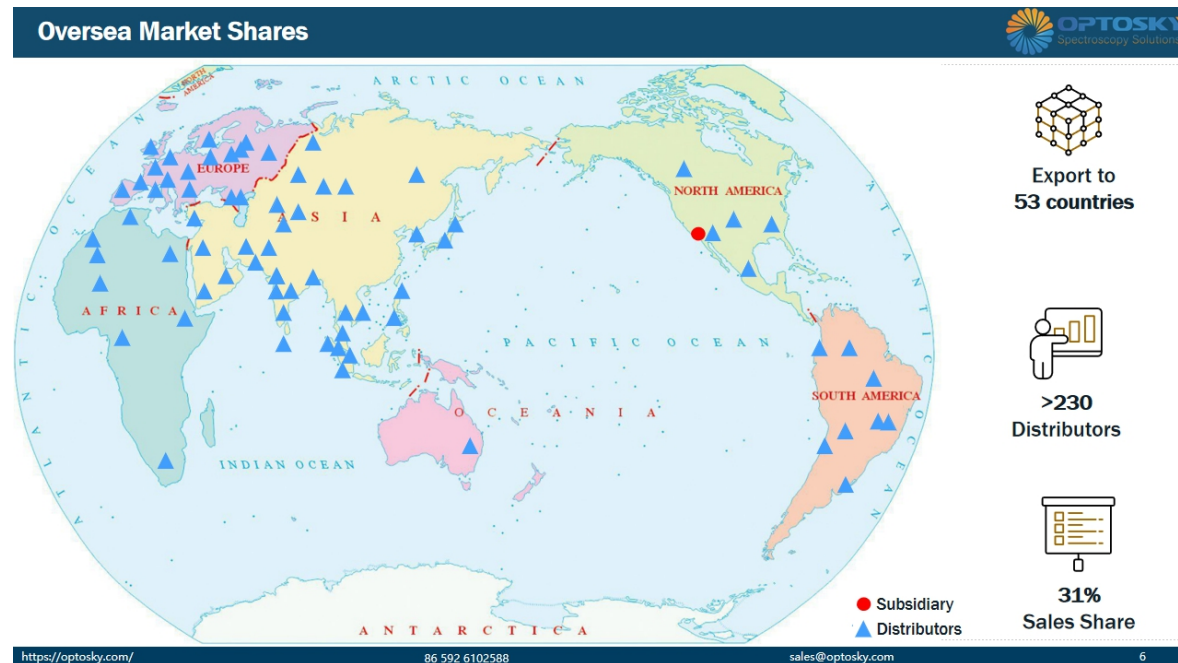 Oversea Market Shares
OPTOSKY
Spectroscopy Solutions
NORTH
AMERICA
ARCTIC OCEAN
EUROPE
ASIA
NORTH AMERICA
ATLANTIC OCEAN
ATLANTIC OCEAN
AFRICA
PACIFIC OCEAN
SOUTH AMERICA
OCEANIA
INDIAN OCEAN
ANTARCTICA
Export to
53 countries
>230
Distributors
31%
Sales Share
Subsidiary
Distributors
https://optosky.com/
86 592 6102588
sales@optosky.com
6